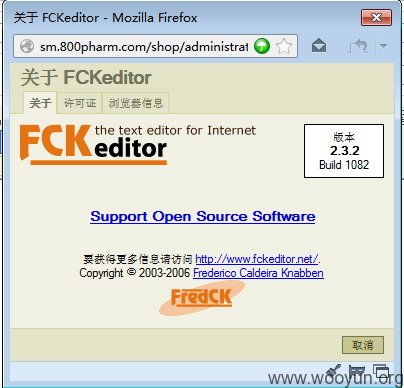 关于 FCKeditor - Mozilla Firefox
sm.800pharm.com/shop/administrat
关于 FCKeditor
关于 许可证 浏览器信息
FCKeditor the text editor for Internet
版本
2.3.2
Build 1082
Support Open Source Software
要获得更多信息请访问 http://www.fckeditor.net/.
Copyright © 2003-2006 Frederico Caldeira Knabben
FredCK
取消
www.wooyun.org